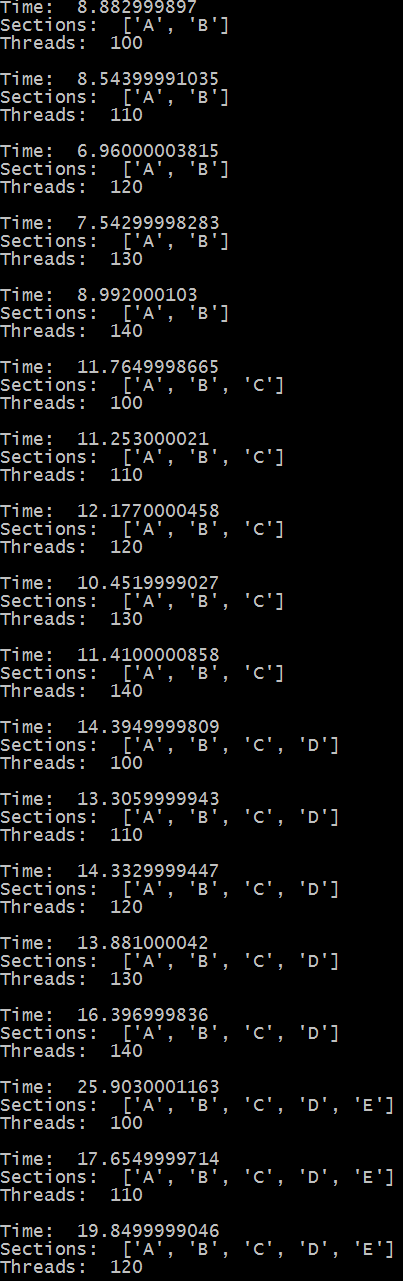 Time:  8.882999897
Sections:  ['A', 'B']
Threads:  100
Time:  8.54399991035
Sections:  ['A', 'B']
Threads:  110
Time:  6.96000003815
Sections:  ['A', 'B']
Threads:  120
Time:  7.54299998283
Sections:  ['A', 'B']
Threads:  130
Time:  8.992000103
Sections:  ['A', 'B']
Threads:  140
Time:  11.7649998665
Sections:  ['A', 'B', 'C']
Threads:  100
Time:  11.253000021
Sections:  ['A', 'B', 'C']
Threads:  110
Time:  12.1770000458
Sections:  ['A', 'B', 'C']
Threads:  120
Time:  10.4519999027
Sections:  ['A', 'B', 'C']
Threads:  130
Time:  11.4100000858
Sections:  ['A', 'B', 'C']
Threads:  140
Time:  14.3949999809
Sections:  ['A', 'B', 'C', 'D']
Threads:  100
Time:  13.3059999943
Sections:  ['A', 'B', 'C', 'D']
Threads:  110
Time:  14.3329999447
Sections:  ['A', 'B', 'C', 'D']
Threads:  120
Time:  13.881000042
Sections:  ['A', 'B', 'C', 'D']
Threads:  130
Time:  16.396999836
Sections:  ['A', 'B', 'C', 'D']
Threads:  140
Time:  25.9030001163
Sections:  ['A', 'B', 'C', 'D', 'E']
Threads:  100
Time:  17.6549999714
Sections:  ['A', 'B', 'C', 'D', 'E']
Threads:  110
Time:  19.8499999046
Sections:  ['A', 'B', 'C', 'D', 'E']
Threads:  120